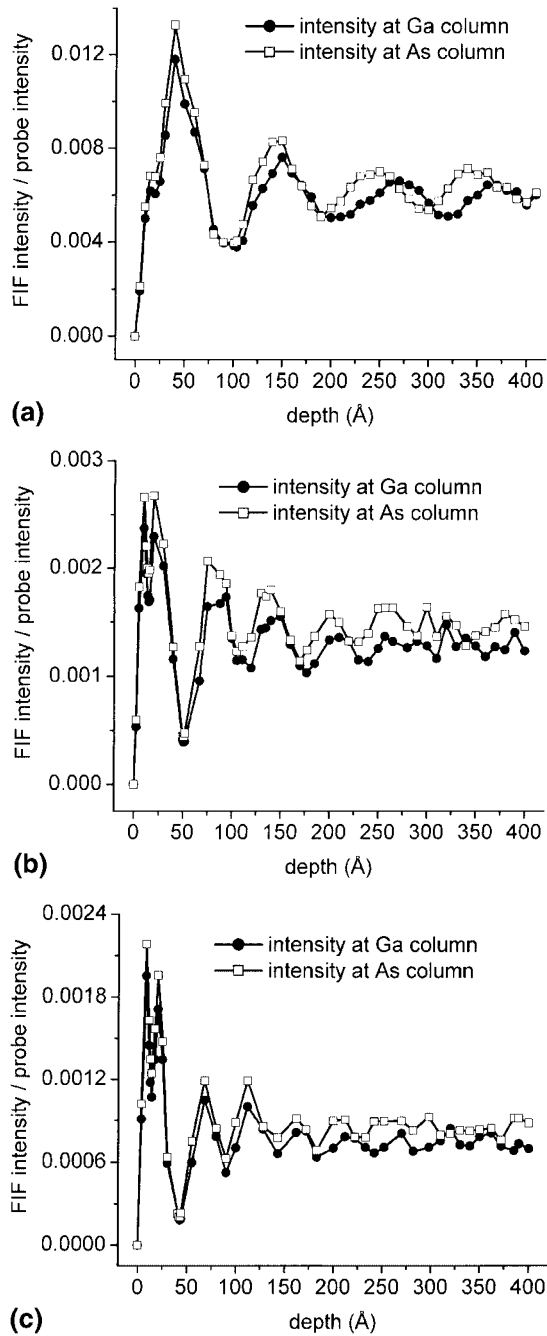 intensity at Ga column
intensity at As column
FIF intensity / probe intensity
0.012
0.008
0.004
0.000
0 50 100 150 200 250 300 350 400
depth (Å)
(a)
0.003
intensity at Ga column
intensity at As column
FIF intensity / probe intensity
0.002
0.001
0.000
0 50 100 150 200 250 300 350 400
depth (Å)
(b)
0.0024
intensity at Ga column
intensity at As column
FIF intensity / probe intensity
0.0018
0.0012
0.0006
0.0000
0 50 100 150 200 250 300 350 400
depth (Å)
(c)